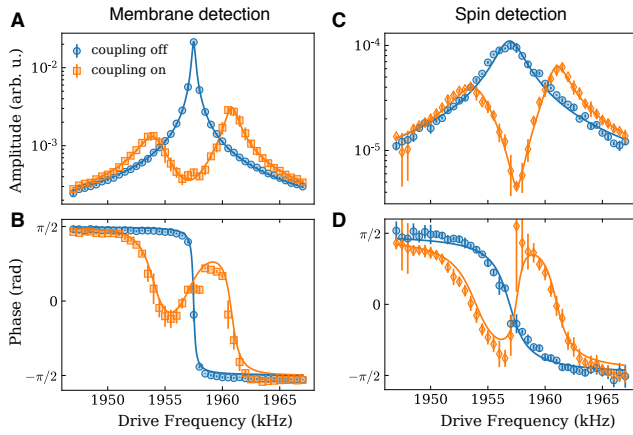 Membrane detection
Spin detection
A
coupling off
coupling on
10⁻²
10⁻³
Amplitude (arb. u.)
C
10⁻⁴
10⁻⁵
B
π/2
0
−π/2
Phase (rad)
1950 1955 1960 1965
Drive Frequency (kHz)
D
π/2
0
−π/2
1950 1955 1960 1965
Drive Frequency (kHz)